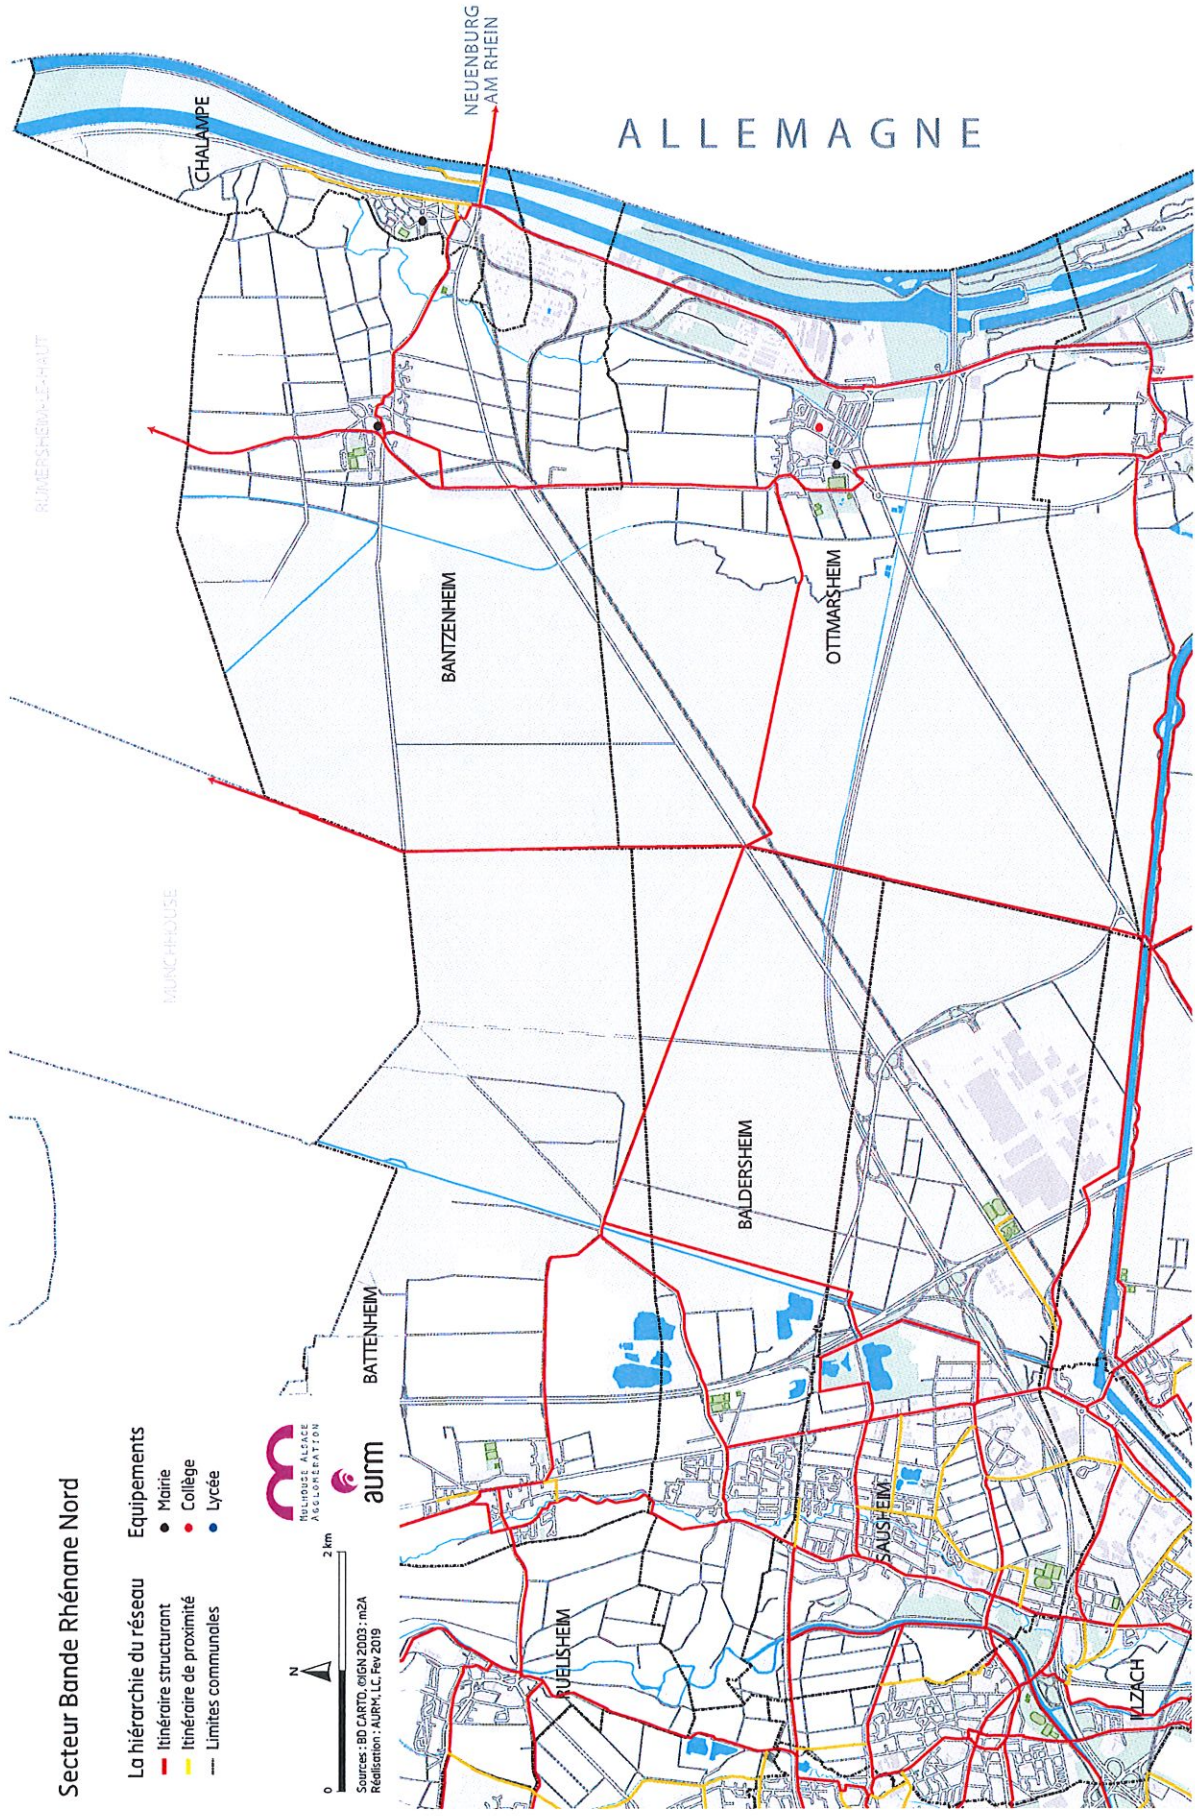 Secteur Bande Rhénane Nord
La hiérarchie du réseau
Itinéraire structurant
Itinéraire de proximité
Limites communales
Equipements
Mairie
Collège
Lycée
MULHOUSE ALSACE
AGGLOMÉRATION
aurm
N
0
2 km
Sources : BD CARTO, ©IGN 2003 ; m2A
Réalisation : AURM, LC, Fev 2019
MUNCHHOUSE
RUMERSHEIM-LE-HAUT
CHALAMPE
NEUENBURG
AM RHEIN
ALLEMAGNE
BATTENHEIM
BANTZENHEIM
RUELISHEIM
BALDERSHEIM
OTTMARSHEIM
SAUSHEIM
ILLZACH